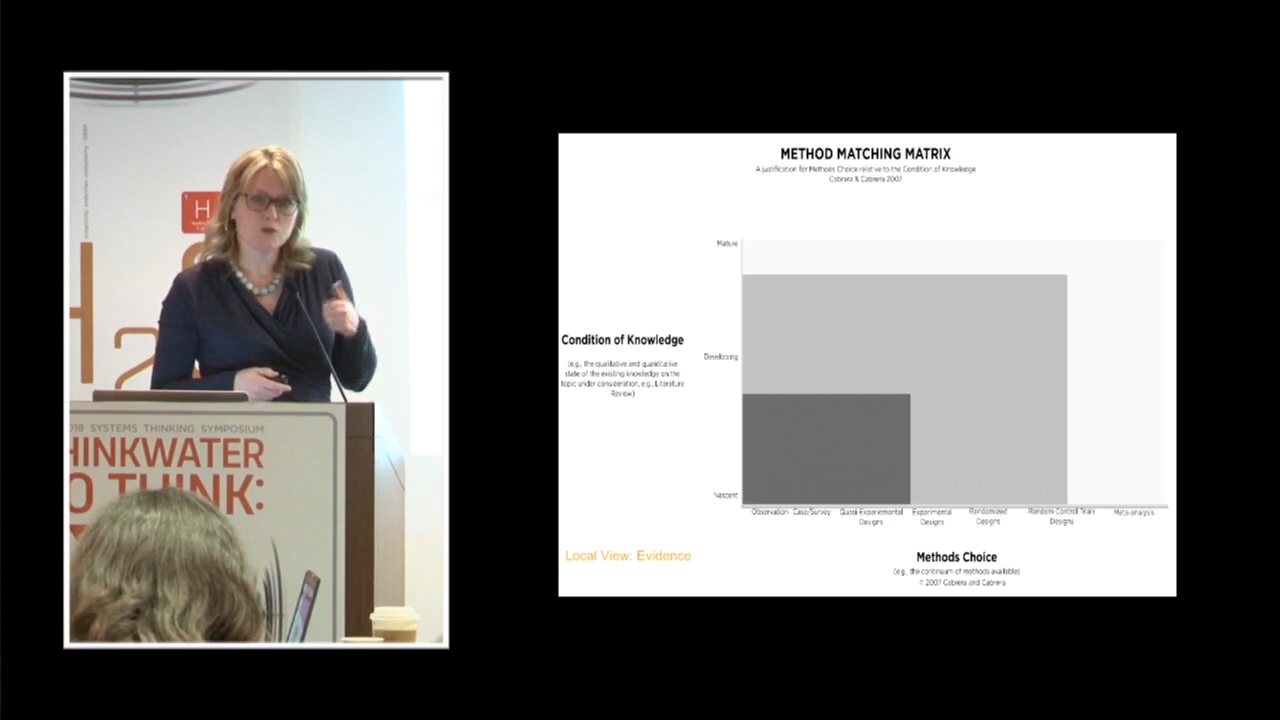 H
2018 SYSTEMS THINKING SYMPOSIUM
THINKWATER
TO THINK:
METHOD MATCHING MATRIX
A justification for Methods Choice relative to the Condition of Knowledge
Cabrera & Cabrera 2007
Mature
Condition of Knowledge
(e.g., the qualitative and quantitative
state of the existing knowledge on the
topic under consideration, e.g., Literature
Review)
Developing
Nascent
Observation Case/Survey Quasi-Experiemental Experimental Randomized Random Control Trials Meta-analysis
Designs Designs Designs Designs
Local View: Evidence
Methods Choice
(e.g., the continuum of methods available)
© 2007 Cabrera and Cabrera